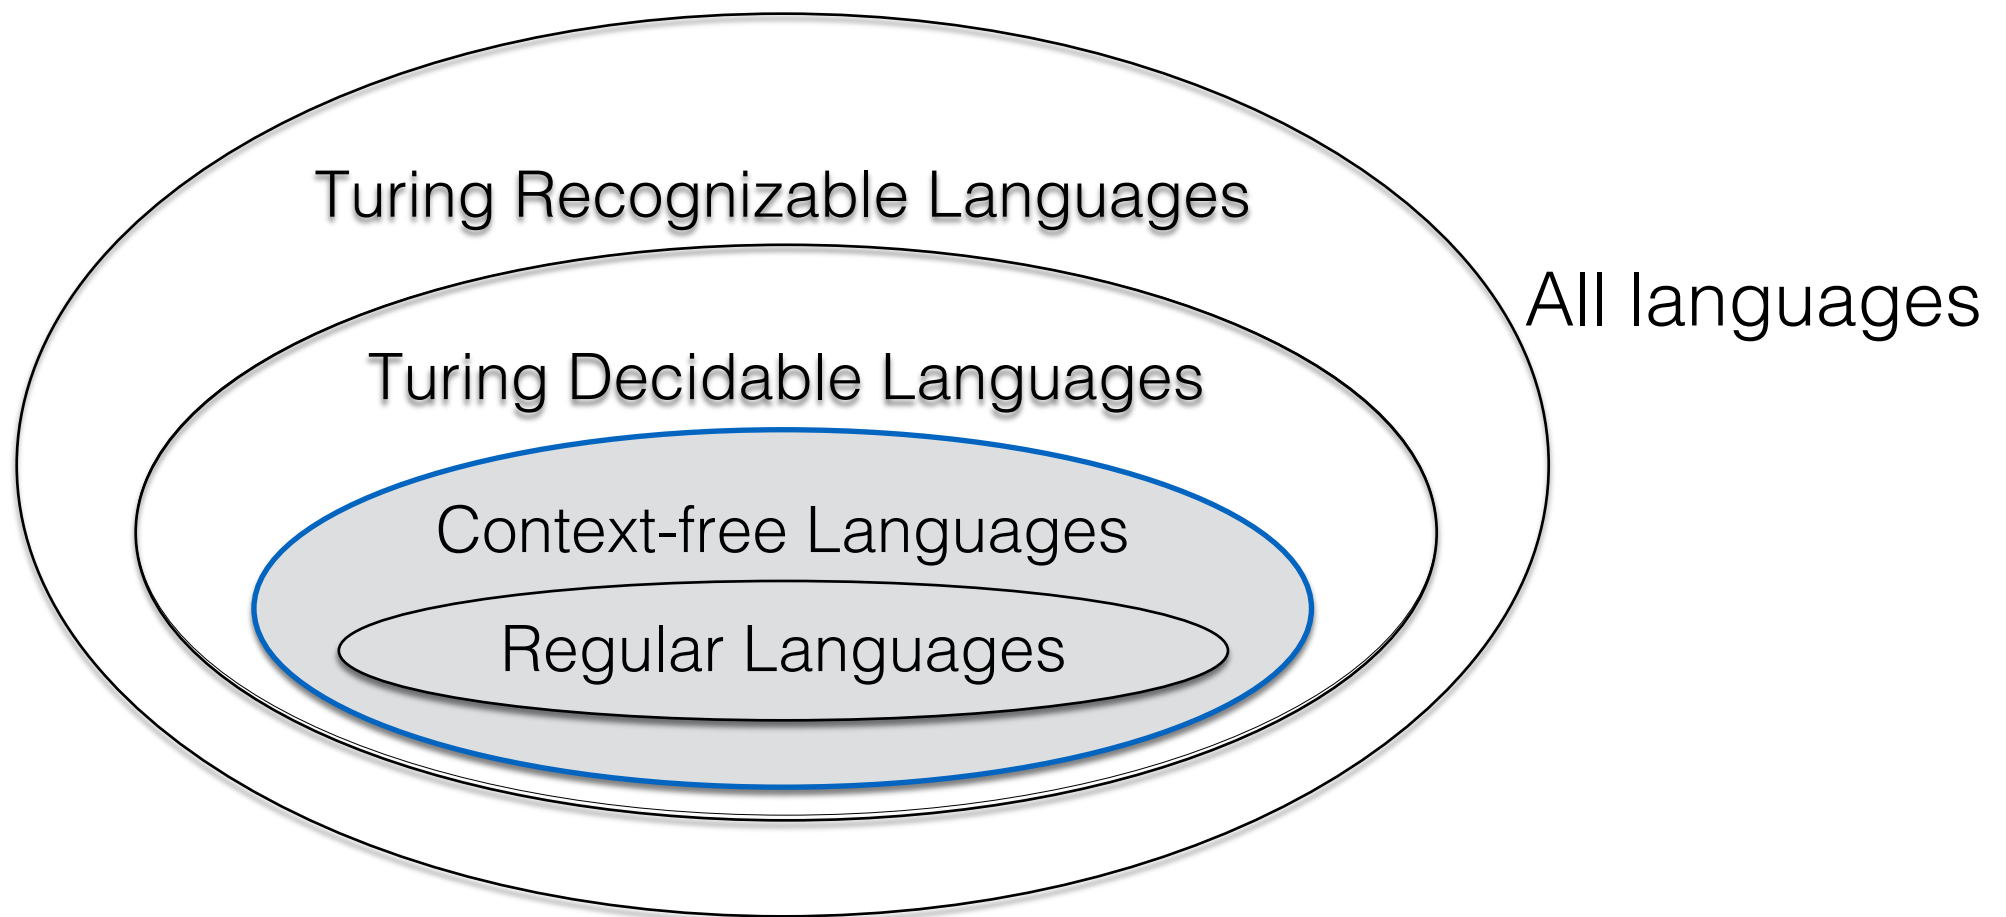 Turing Recognizable Languages
All languages
Turing Decidable Languages
Context-free Languages
Regular Languages